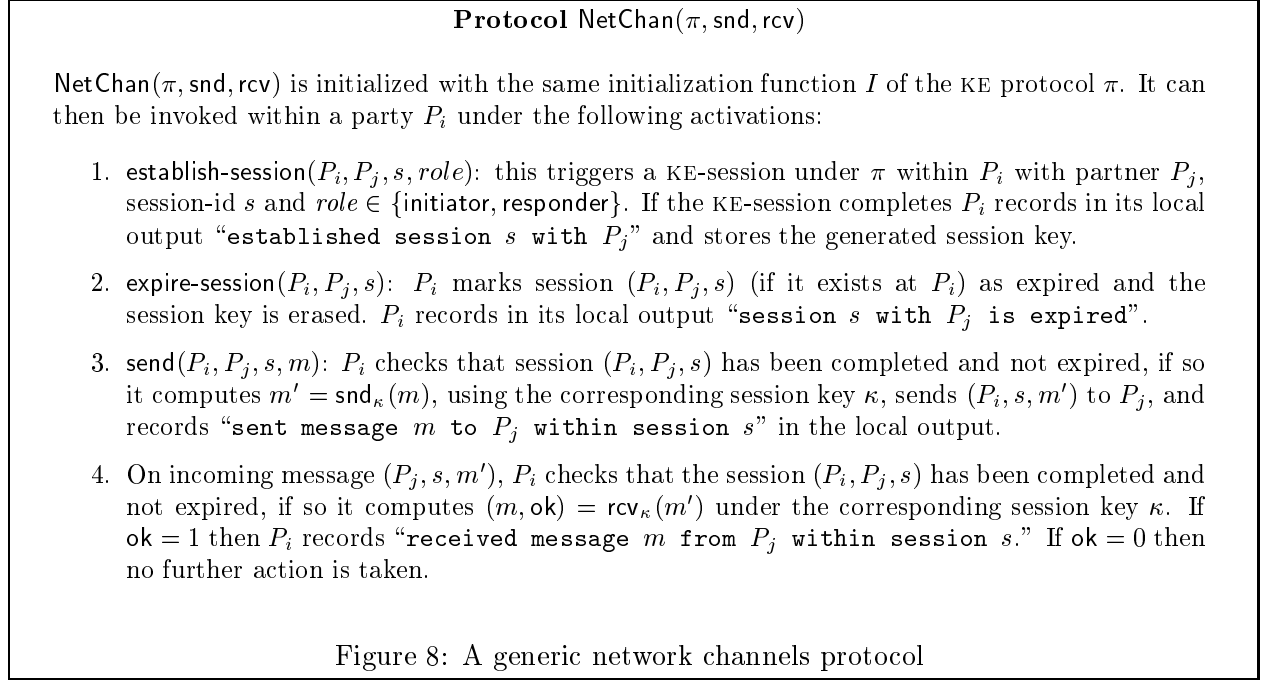 Protocol NetChan(π, snd, rcv)
NetChan(π, snd, rcv) is initialized with the same initialization function I of the KE protocol π. It can
then be invoked within a party P_i under the following activations:
1. establish-session(P_i, P_j, s, role): this triggers a KE-session under π within P_i with partner P_j,
session-id s and role ∈ {initiator, responder}. If the KE-session completes P_i records in its local
output “established session s with P_j” and stores the generated session key.
2. expire-session(P_i, P_j, s): P_i marks session (P_i, P_j, s) (if it exists at P_i) as expired and the
session key is erased. P_i records in its local output “session s with P_j is expired”.
3. send(P_i, P_j, s, m): P_i checks that session (P_i, P_j, s) has been completed and not expired, if so
it computes m′ = snd_κ(m), using the corresponding session key κ, sends (P_i, s, m′) to P_j, and
records “sent message m to P_j within session s” in the local output.
4. On incoming message (P_j, s, m′), P_i checks that the session (P_i, P_j, s) has been completed and
not expired, if so it computes (m, ok) = rcv_κ(m′) under the corresponding session key κ. If
ok = 1 then P_i records “received message m from P_j within session s.” If ok = 0 then
no further action is taken.
Figure 8: A generic network channels protocol